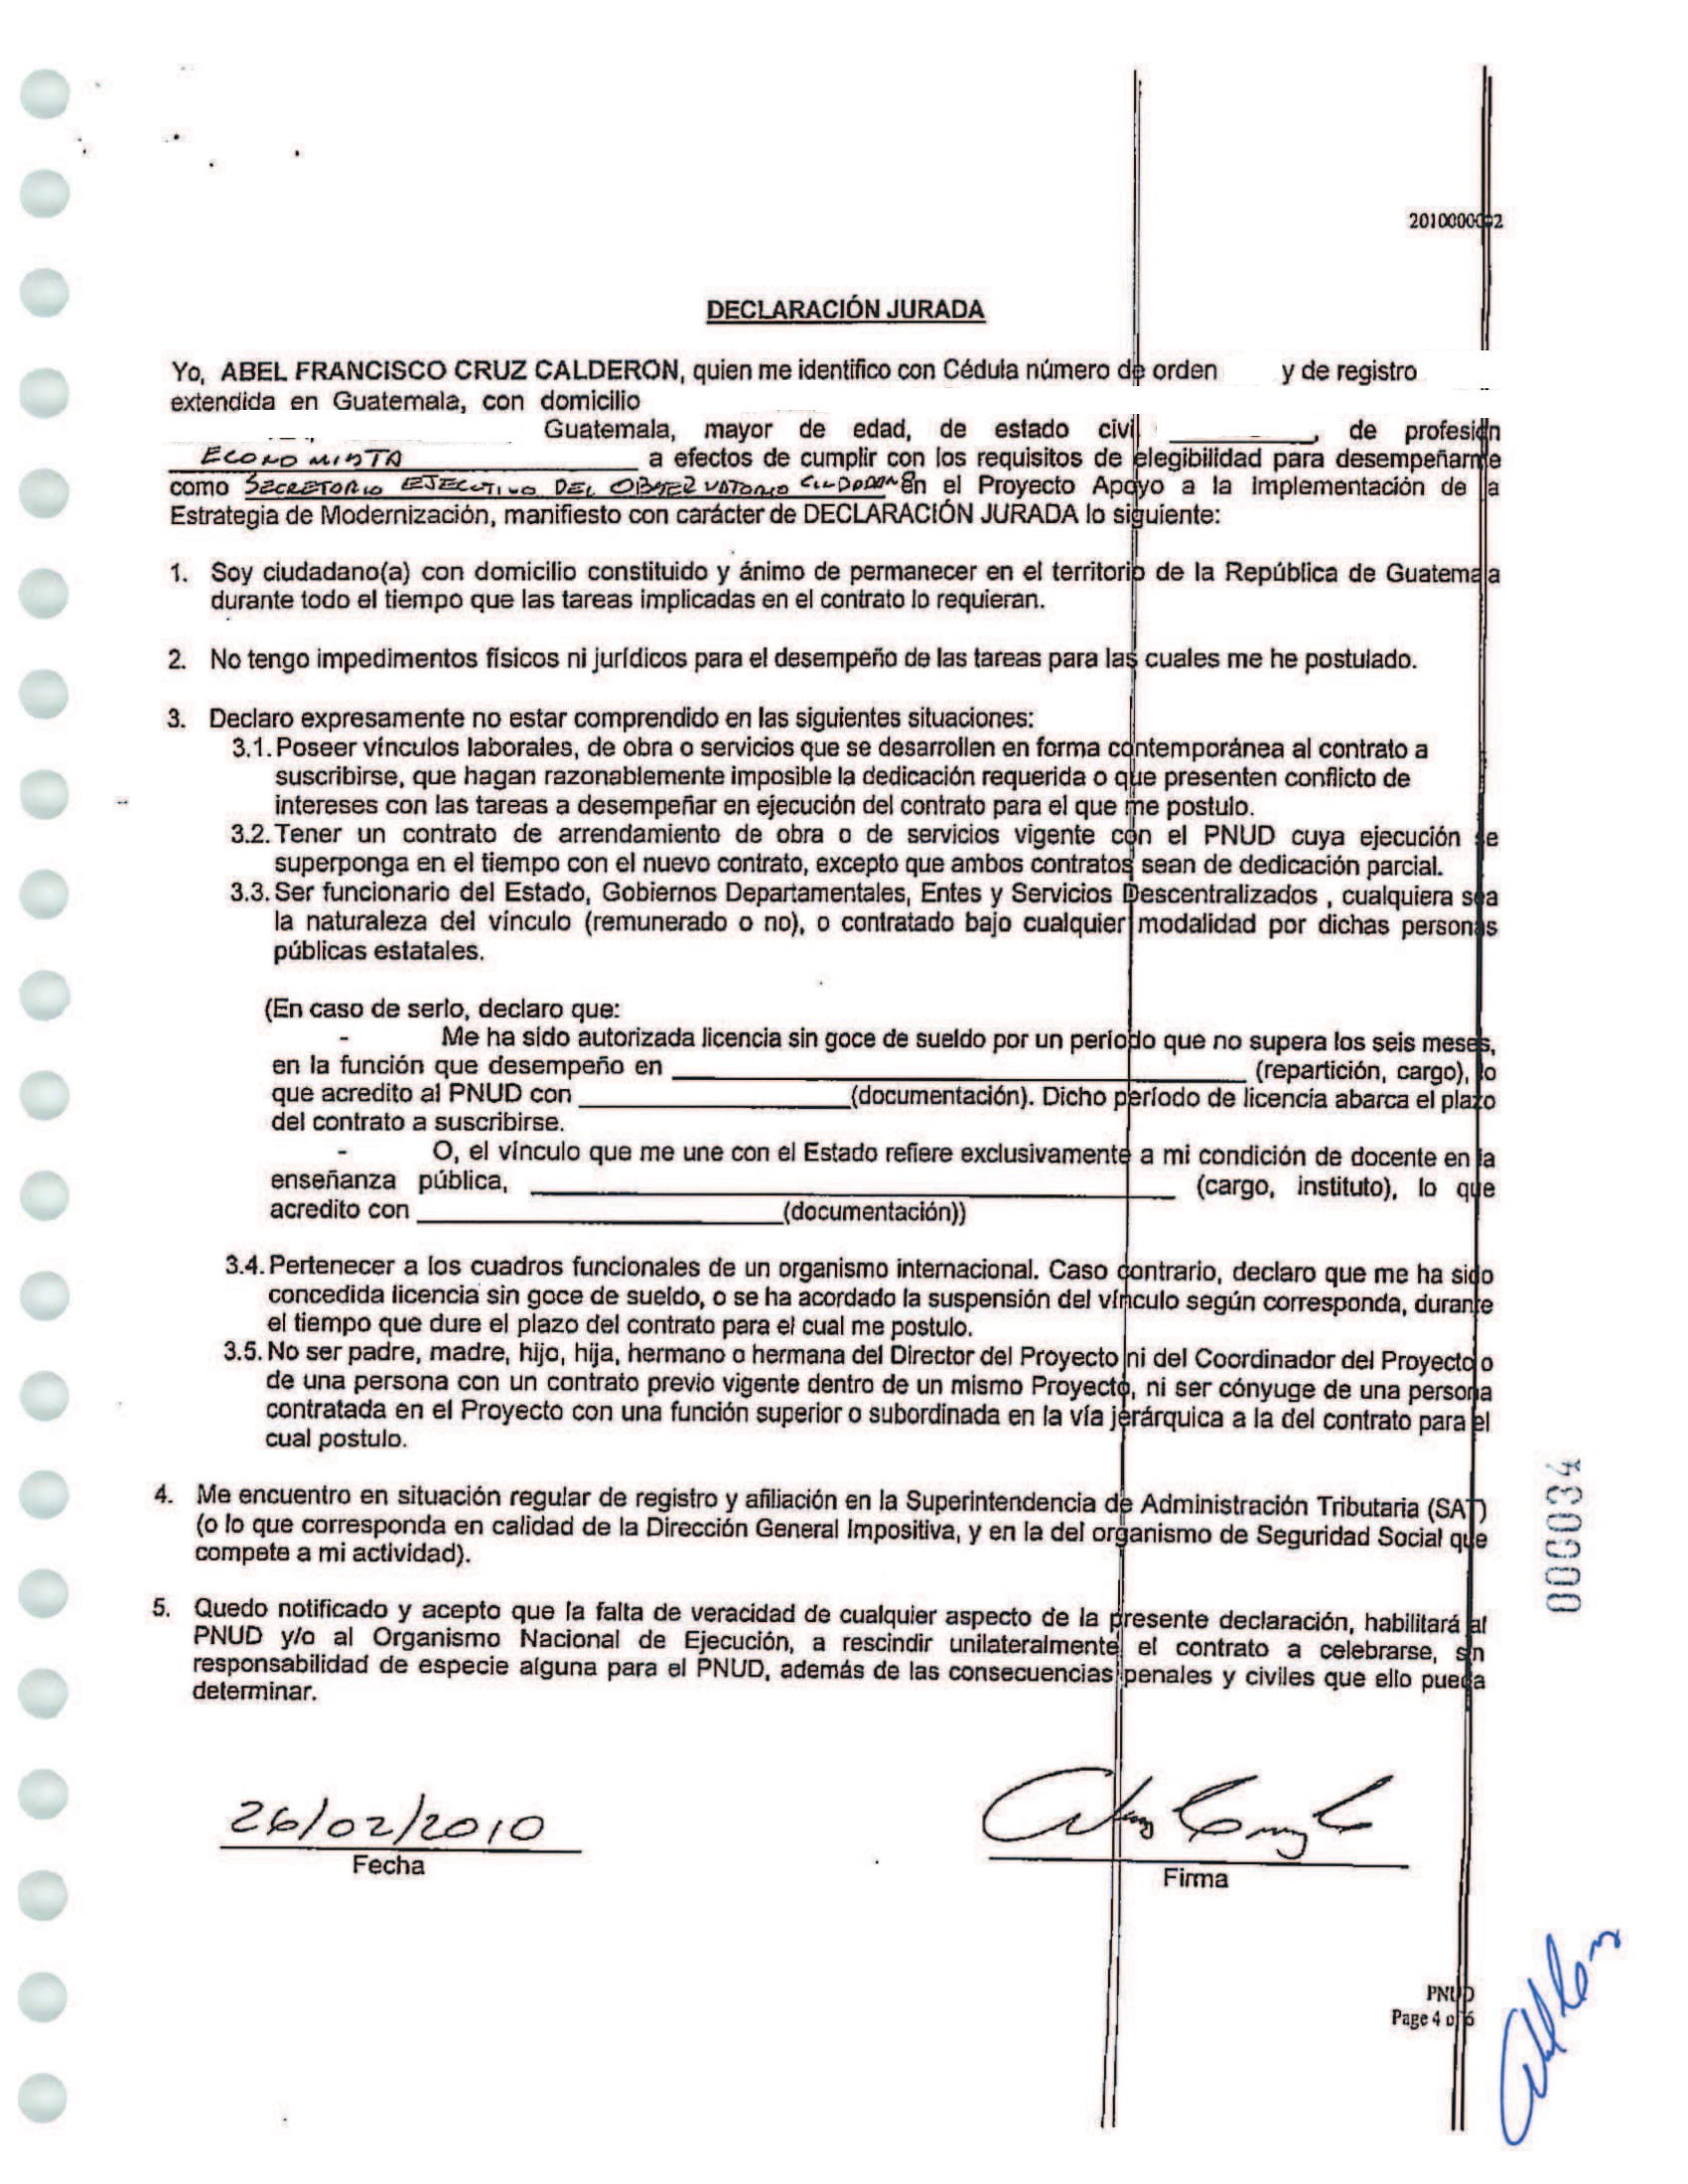 2010000002
DECLARACIÓN JURADA
Yo, ABEL FRANCISCO CRUZ CALDERON, quien me identifico con Cédula número de orden y de registro
extendida en Guatemala, con domicilio
Guatemala, mayor de edad, de estado civil ____________, de profesión
ECONOMISTA a efectos de cumplir con los requisitos de elegibilidad para desempeñarme
como SECRETORIO EJECUTIVO DEL OBSERVATORIO CIUDADANO en el Proyecto Apoyo a la Implementación de la
Estrategia de Modernización, manifiesto con carácter de DECLARACIÓN JURADA lo siguiente:
1. Soy ciudadano(a) con domicilio constituido y ánimo de permanecer en el territorio de la República de Guatemala
durante todo el tiempo que las tareas implicadas en el contrato lo requieran.
2. No tengo impedimentos físicos ni jurídicos para el desempeño de las tareas para las cuales me he postulado.
3. Declaro expresamente no estar comprendido en las siguientes situaciones:
3.1. Poseer vínculos laborales, de obra o servicios que se desarrollen en forma contemporánea al contrato a
suscribirse, que hagan razonablemente imposible la dedicación requerida o que presenten conflicto de
intereses con las tareas a desempeñar en ejecución del contrato para el que me postulo.
3.2. Tener un contrato de arrendamiento de obra o de servicios vigente con el PNUD cuya ejecución se
superponga en el tiempo con el nuevo contrato, excepto que ambos contratos sean de dedicación parcial.
3.3. Ser funcionario del Estado, Gobiernos Departamentales, Entes y Servicios Descentralizados , cualquiera sea
la naturaleza del vínculo (remunerado o no), o contratado bajo cualquier modalidad por dichas personas
públicas estatales.
(En caso de serlo, declaro que:
- Me ha sido autorizada licencia sin goce de sueldo por un período que no supera los seis meses,
en la función que desempeño en ____________ (repartición, cargo), lo
que acredito al PNUD con ____________(documentación). Dicho período de licencia abarca el plazo
del contrato a suscribirse.
- O, el vínculo que me une con el Estado refiere exclusivamente a mi condición de docente en la
enseñanza pública, ____________ (cargo, instituto), lo que
acredito con ____________(documentación))
3.4. Pertenecer a los cuadros funcionales de un organismo internacional. Caso contrario, declaro que me ha sido
concedida licencia sin goce de sueldo, o se ha acordado la suspensión del vínculo según corresponda, durante
el tiempo que dure el plazo del contrato para el cual me postulo.
3.5. No ser padre, madre, hijo, hija, hermano o hermana del Director del Proyecto ni del Coordinador del Proyecto o
de una persona con un contrato previo vigente dentro de un mismo Proyecto, ni ser cónyuge de una persona
contratada en el Proyecto con una función superior o subordinada en la vía jerárquica a la del contrato para el
cual postulo.
4. Me encuentro en situación regular de registro y afiliación en la Superintendencia de Administración Tributaria (SAT)
(o lo que corresponda en calidad de la Dirección General Impositiva, y en la del organismo de Seguridad Social que
compete a mi actividad).
5. Quedo notificado y acepto que la falta de veracidad de cualquier aspecto de la presente declaración, habilitará al
PNUD y/o al Organismo Nacional de Ejecución, a rescindir unilateralmente el contrato a celebrarse, sin
responsabilidad de especie alguna para el PNUD, además de las consecuencias penales y civiles que ello pueda
determinar.
000034
26/02/2010
Fecha
Firma
PNUD
Page 4 of 6